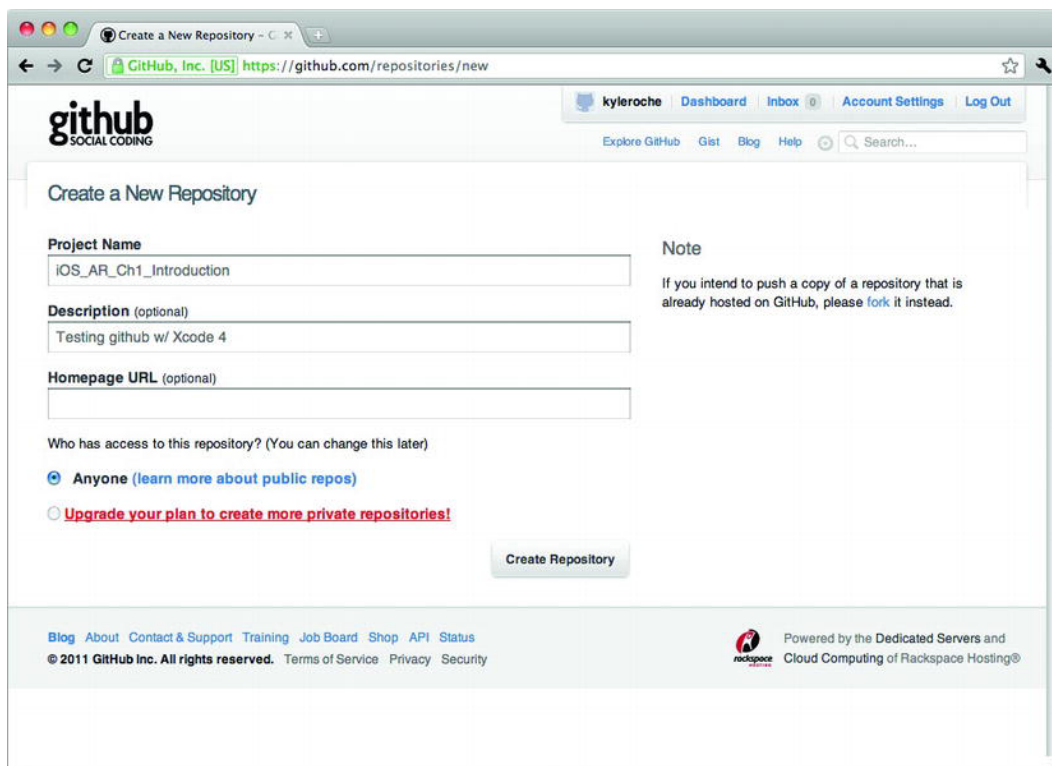 Create a New Repository - C
GitHub, Inc. [US] https://github.com/repositories/new
github
SOCIAL CODING
kyleroche Dashboard Inbox 0 Account Settings Log Out
Explore GitHub Gist Blog Help Search...
Create a New Repository
Project Name
iOS_AR_Ch1_Introduction
Description (optional)
Testing github w/ Xcode 4
Homepage URL (optional)
Who has access to this repository? (You can change this later)
Anyone (learn more about public repos)
Upgrade your plan to create more private repositories!
Create Repository
Note
If you intend to push a copy of a repository that is
already hosted on GitHub, please fork it instead.
Blog About Contact & Support Training Job Board Shop API Status
© 2011 GitHub Inc. All rights reserved. Terms of Service Privacy Security
rackspace
HOSTING
Powered by the Dedicated Servers and
Cloud Computing of Rackspace Hosting®